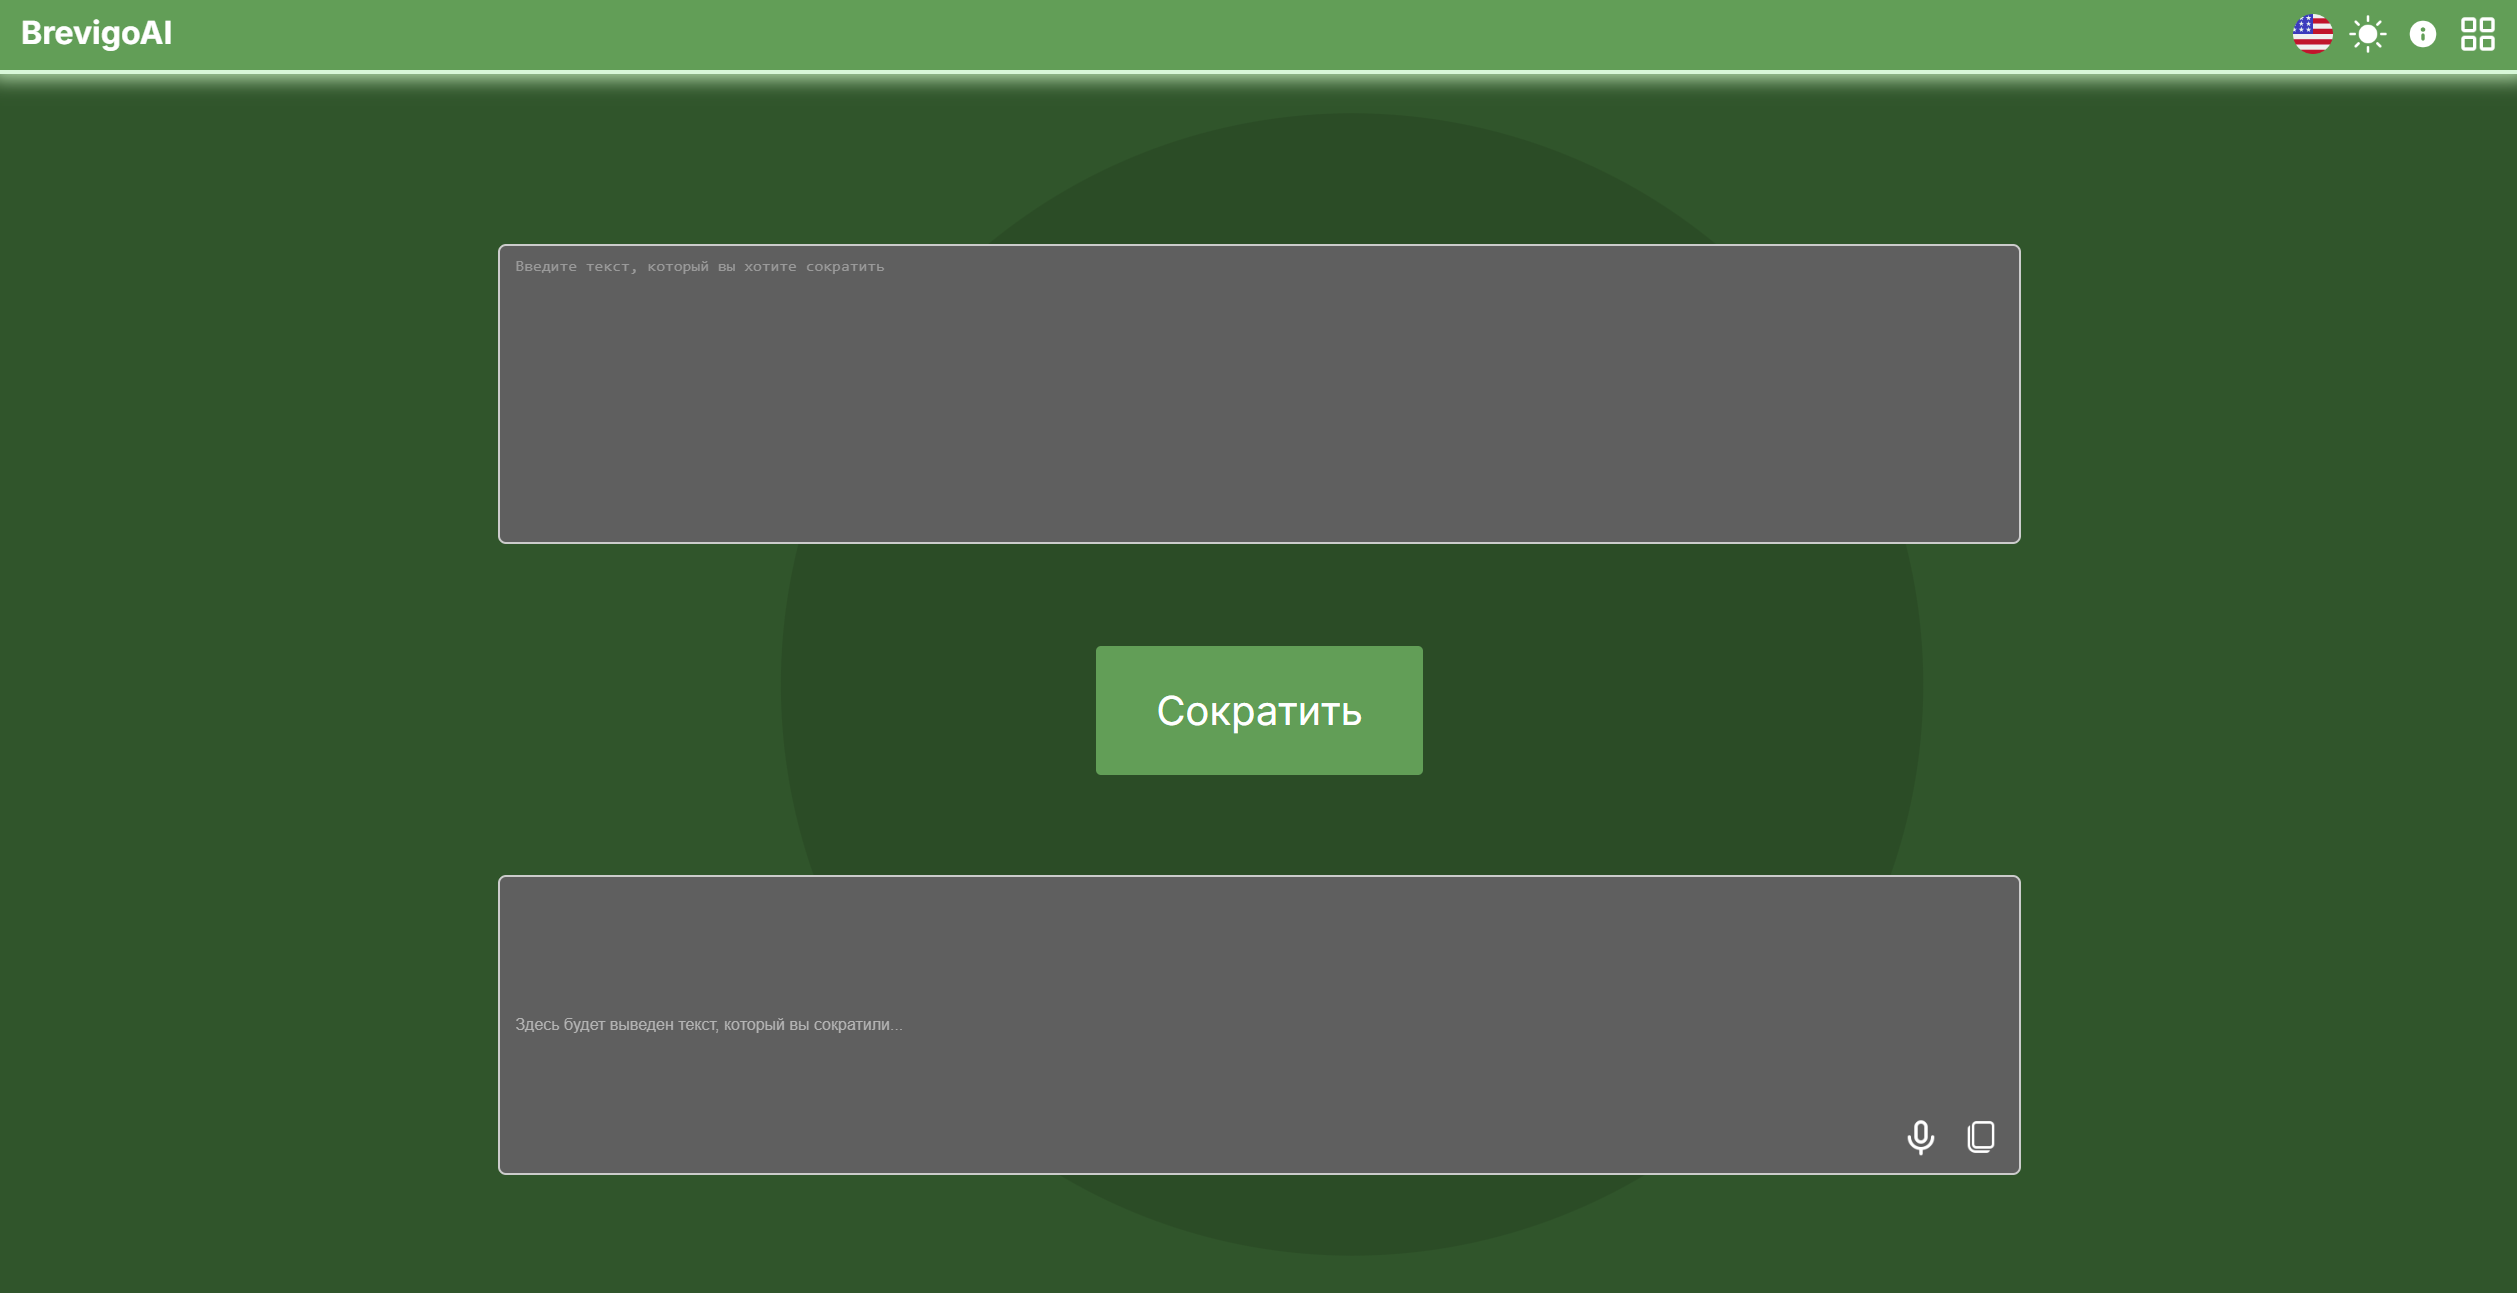 BrevigoAI
Введите текст, который вы хотите сократить
Сократить
Здесь будет выведен текст, который вы сократили...